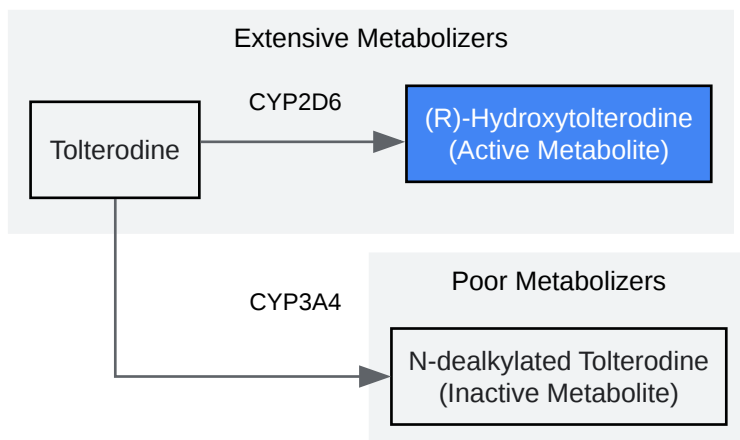 Extensive Metabolizers
CYP2D6
Tolterodine
(R)-Hydroxytolterodine
(Active Metabolite)
Poor Metabolizers
CYP3A4
N-dealkylated Tolterodine
(Inactive Metabolite)